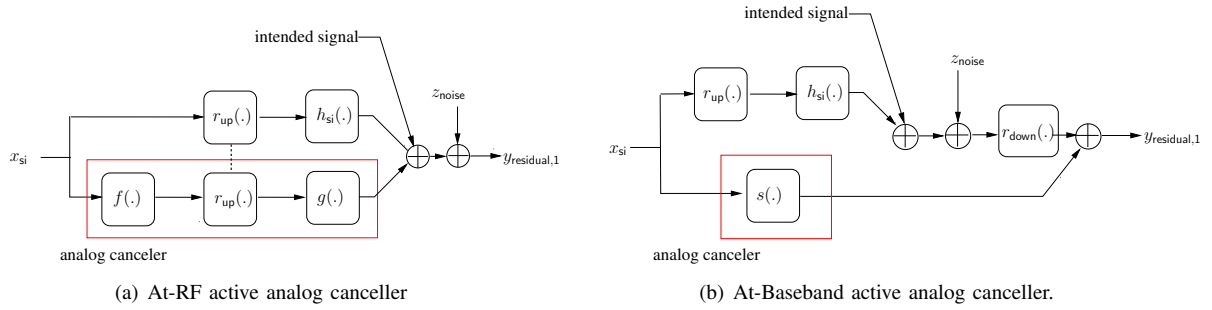 intended signal
z_noise
r_up(.)
h_si(.)
x_si
y_residual,1
f(.)
r_up(.)
g(.)
analog canceler
(a) At-RF active analog canceller
intended signal
z_noise
r_up(.)
h_si(.)
r_down(.)
x_si
y_residual,1
s(.)
analog canceler
(b) At-Baseband active analog canceller.